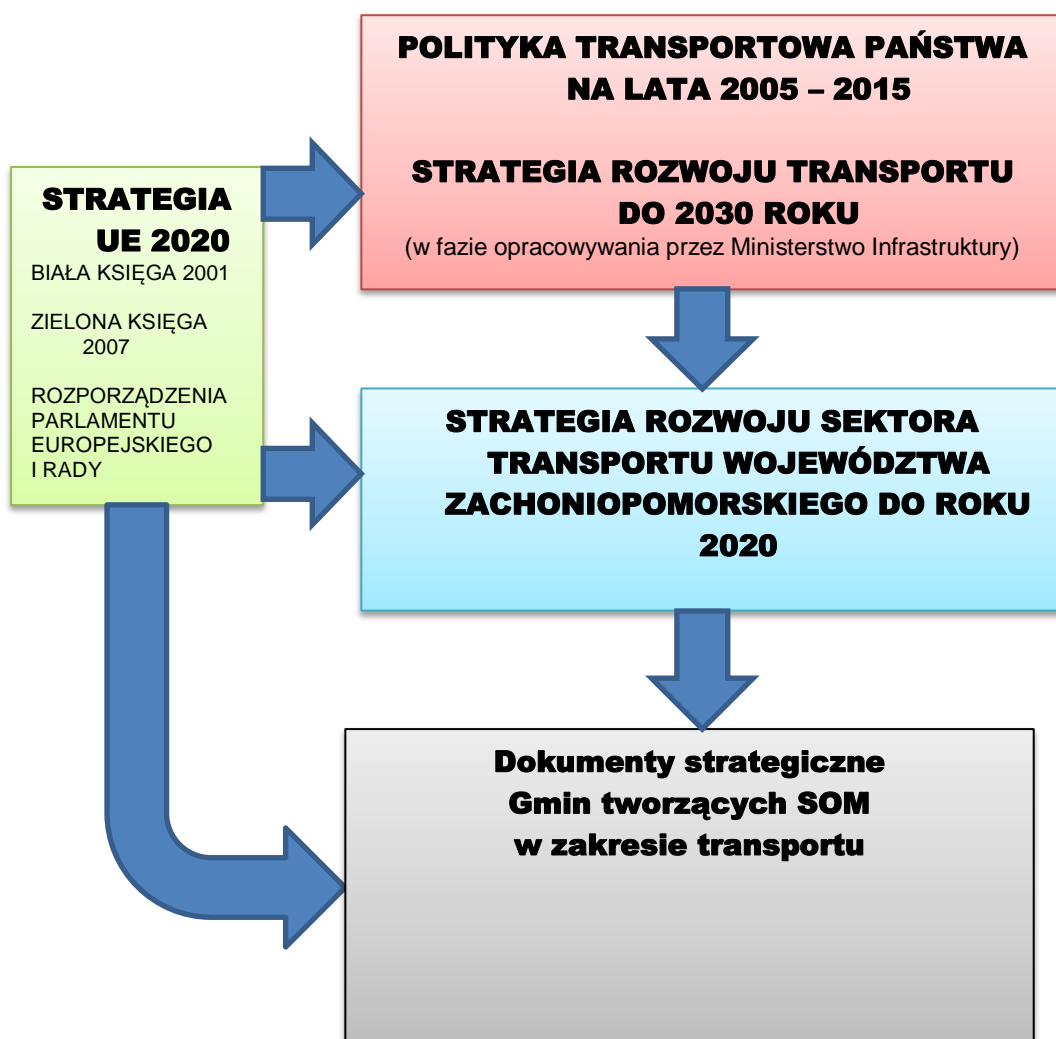 POLITYKA TRANSPORTOWA PAŃSTWA
NA LATA 2005 – 2015
STRATEGIA ROZWOJU TRANSPORTU
DO 2030 ROKU
(w fazie opracowywania przez Ministerstwo Infrastruktury)
STRATEGIA
UE 2020
BIAŁA KSIĘGA 2001
ZIELONA KSIĘGA
2007
ROZPORZĄDZENIA
PARLAMENTU
EUROPEJSKIEGO
I RADY
STRATEGIA ROZWOJU SEKTORA
TRANSPORTU WOJEWÓDZTWA
ZACHONIOPOMORSKIEGO DO ROKU
2020
Dokumenty strategiczne
Gmin tworzących SOM
w zakresie transportu